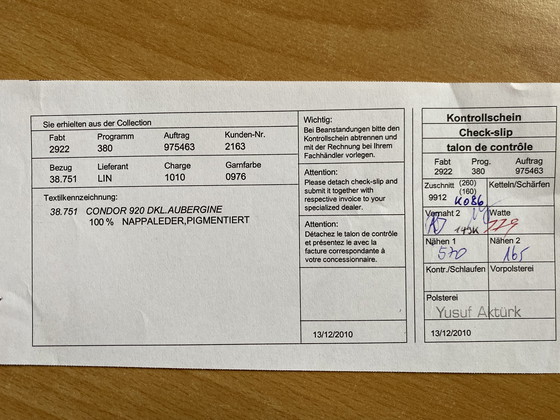 Sie erhielten aus der Collection
Fabt Programm Auftrag Kunden-Nr.
2922 380 975463 2163
Bezug Lieferant Charge Garnfarbe
38.751 LIN 1010 0976
Textilkennzeichnung:
38.751 CONDOR 920 DKL.AUBERGINE
100 % NAPPALEDER,PIGMENTIERT
Wichtig:
Bei Beanstandungen bitte den
Kontrollschein abtrennen und
mit der Rechnung bei Ihrem
Fachhändler vorlegen.
Attention:
Please detach check-slip and
submit it together with
respective invoice to your
specialized dealer.
Attention:
Détachez le talon de contrôle
et présentez le avec la
facture correspondante à
votre concessionnaire.
13/12/2010
Kontrollschein
Check-slip
talon de contrôle
Fabt Prog. Auftrag
2922 380 975463
Zuschnitt (260) Ketteln/Schärfen
(160)
9912 K086
Vernaht 2 Watte
779
Nähen 1 Nähen 2
570 165
Kontr./Schlaufen Vorpolsterei
Polsterei
Yusuf Aktürk
13/12/2010